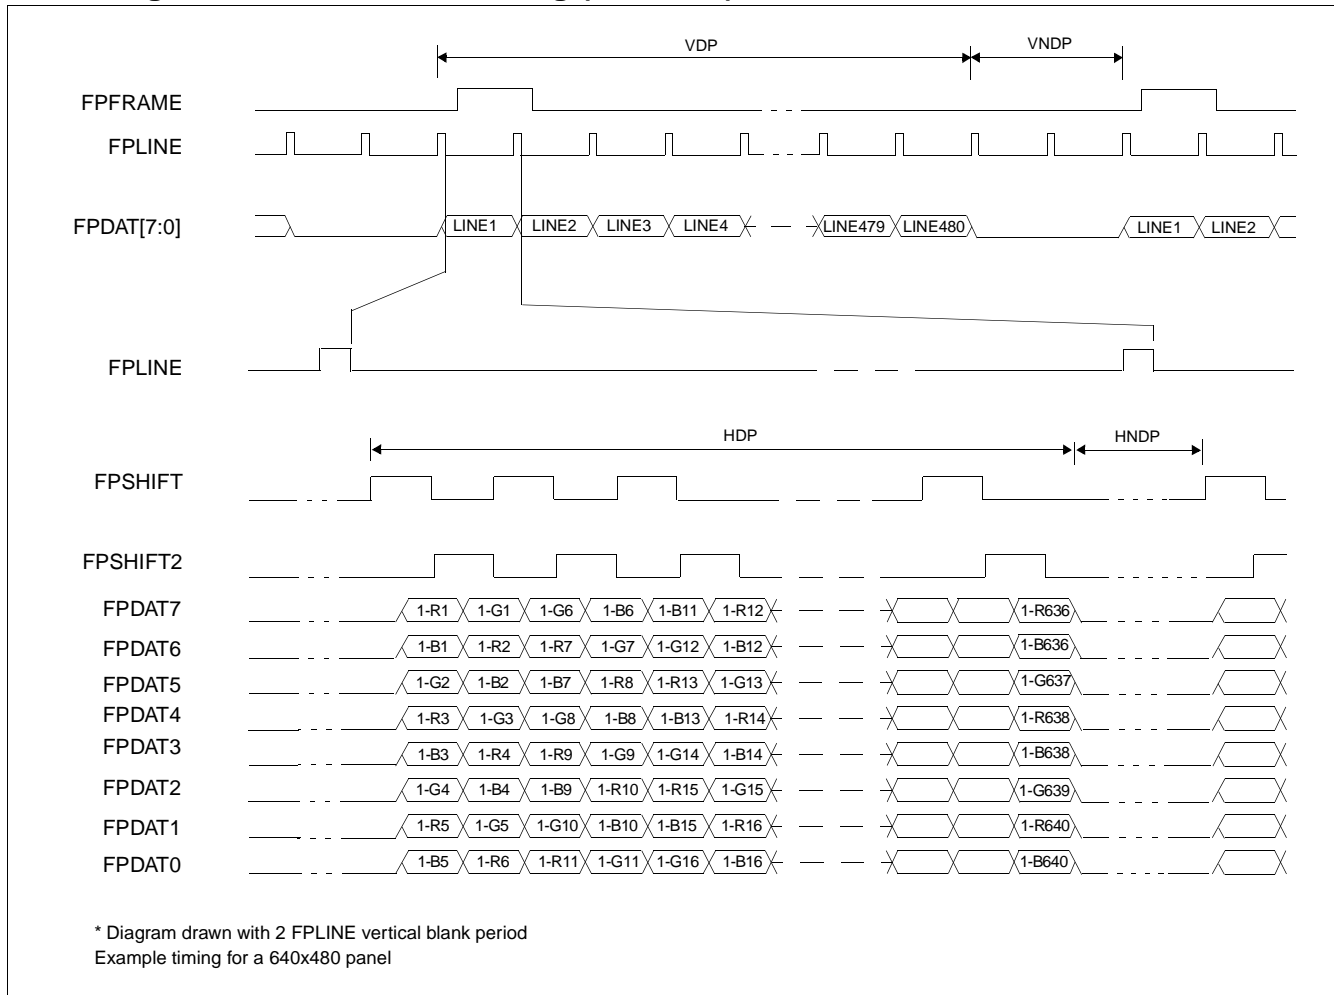 VDP VNDP
FPFRAME
FPLINE
FPDAT[7:0] LINE1 LINE2 LINE3 LINE4 LINE479 LINE480 LINE1 LINE2
FPLINE
HDP HNDP
FPSHIFT
FPSHIFT2
FPDAT7 1-R1 1-G1 1-G6 1-B6 1-B11 1-R12 1-R636
FPDAT6 1-B1 1-R2 1-R7 1-G7 1-G12 1-B12 1-B636
FPDAT5 1-G2 1-B2 1-B7 1-R8 1-R13 1-G13 1-G637
FPDAT4 1-R3 1-G3 1-G8 1-B8 1-B13 1-R14 1-R638
FPDAT3 1-B3 1-R4 1-R9 1-G9 1-G14 1-B14 1-B638
FPDAT2 1-G4 1-B4 1-B9 1-R10 1-R15 1-G15 1-G639
FPDAT1 1-R5 1-G5 1-G10 1-B10 1-B15 1-R16 1-R640
FPDAT0 1-B5 1-R6 1-R11 1-G11 1-G16 1-B16 1-B640
* Diagram drawn with 2 FPLINE vertical blank period
Example timing for a 640x480 panel